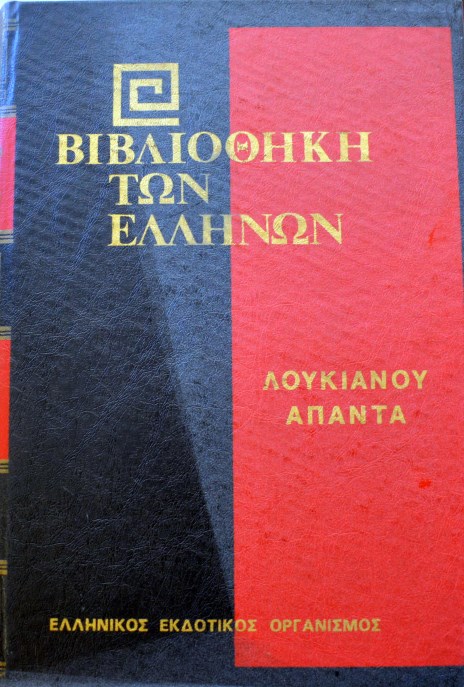 ΒΙΒΛΙΟΘΗΚΗ
ΤΩΝ
ΕΛΛΗΝΩΝ
ΛΟΥΚΙΑΝΟΥ
ΑΠΑΝΤΑ
ΕΛΛΗΝΙΚΟΣ ΕΚΔΟΤΙΚΟΣ ΟΡΓΑΝΙΣΜΟΣ